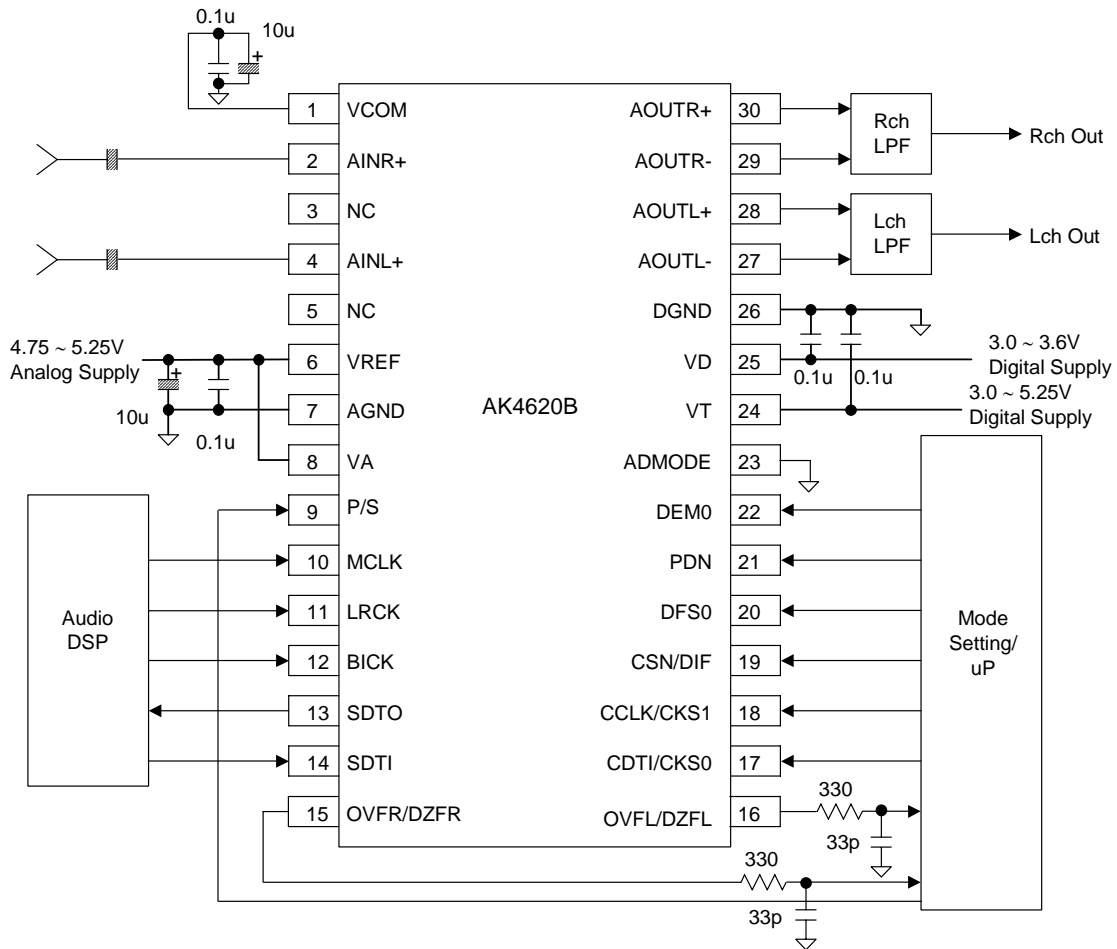 0.1u
10u
+
1 VCOM AOUTR+ 30
Rch
LPF
Rch Out
2 AINR+ AOUTR- 29
3 NC AOUTL+ 28
Lch
LPF
Lch Out
4 AINL+ AOUTL- 27
5 NC DGND 26
4.75 ~ 5.25V
Analog Supply
6 VREF VD 25
3.0 ~ 3.6V
Digital Supply
+
0.1u
0.1u
10u
0.1u
7 AGND AK4620B VT 24
3.0 ~ 5.25V
Digital Supply
8 VA ADMODE 23
9 P/S DEM0 22
10 MCLK PDN 21
11 LRCK DFS0 20
Audio
DSP
Mode
Setting/
uP
12 BICK CSN/DIF 19
13 SDTO CCLK/CKS1 18
14 SDTI CDTI/CKS0 17
15 OVFR/DZFR OVFL/DZFL 16
330
33p
330
33p